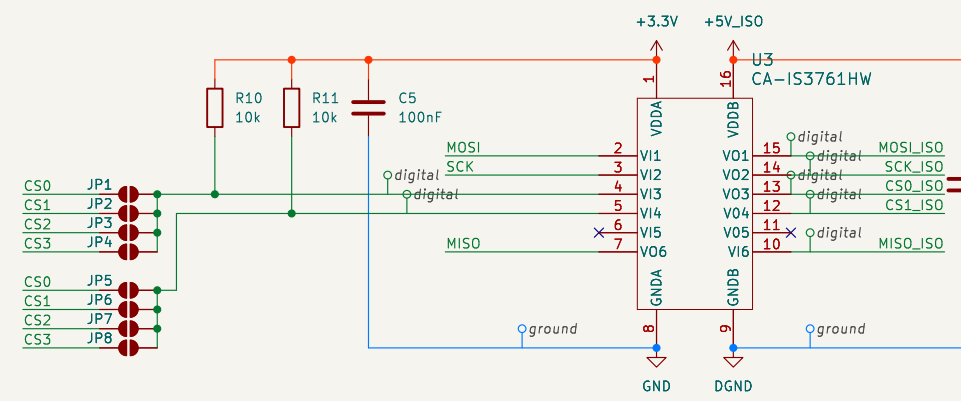 +3.3V
+5V_ISO
U3
CA-IS3761HW
1
16
VDDA
VDDB
R10
10k
R11
10k
C5
100nF
MOSI
2
VI1
VO1
15
digital
MOSI_ISO
SCK
3
VI2
VO2
14
digital
SCK_ISO
digital
4
VI3
VO3
13
digital
CS0_ISO
digital
5
VI4
V04
12
digital
CS1_ISO
6
VI5
V05
11
MISO
7
VO6
VI6
10
digital
MISO_ISO
CS0
JP1
CS1
JP2
CS2
JP3
CS3
JP4
CS0
JP5
CS1
JP6
CS2
JP7
CS3
JP8
GNDA
GNDB
8
9
ground
ground
GND
DGND